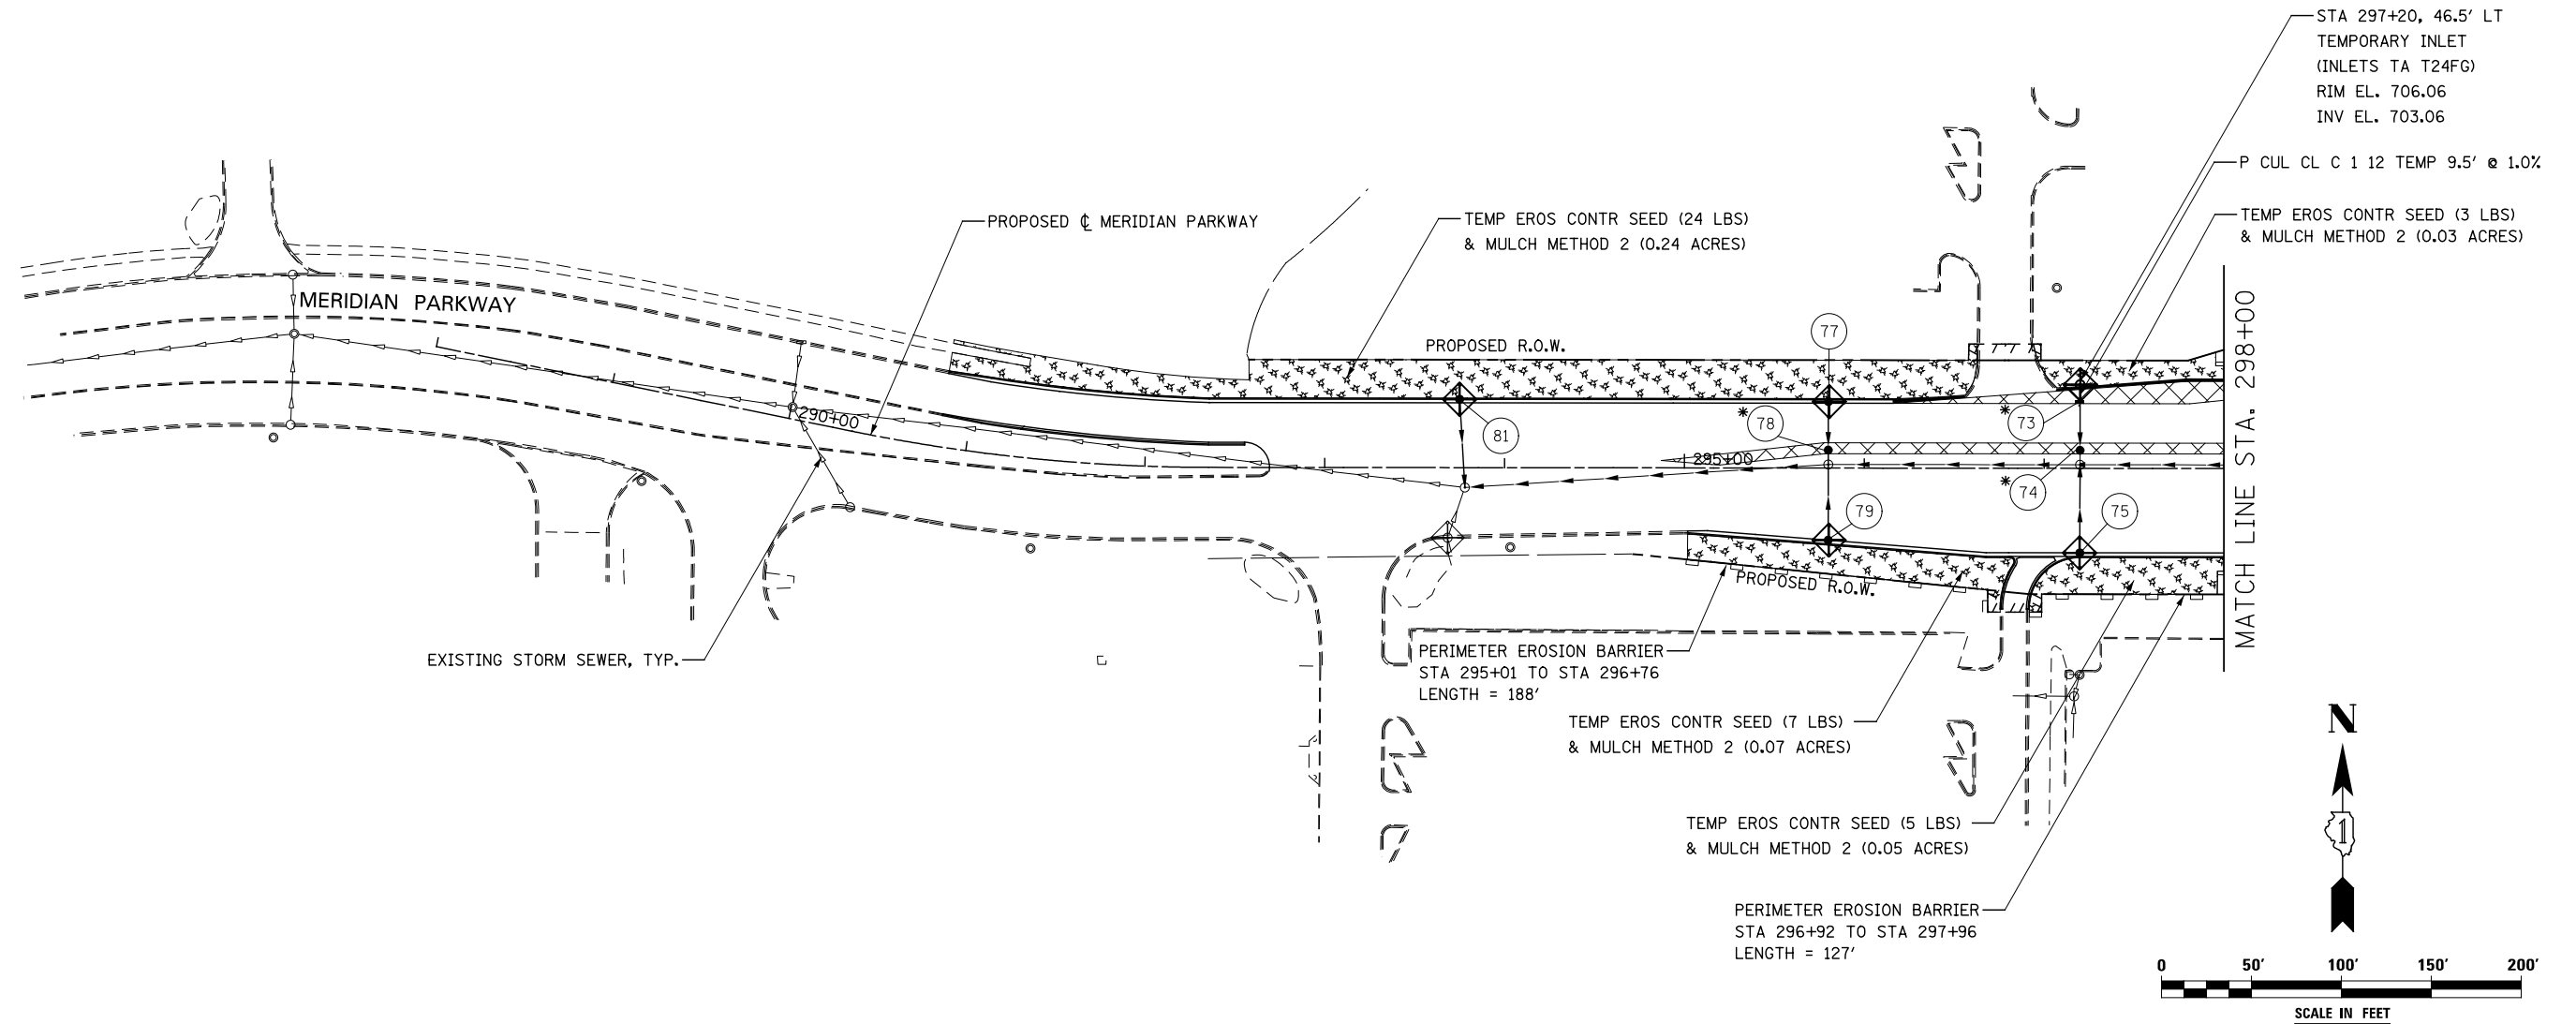 STA 297+20, 46.5' LT
TEMPORARY INLET
(INLETS TA T24FG)
RIM EL. 706.06
INV EL. 703.06
P CUL CL C 1 12 TEMP 9.5' @ 1.0%
TEMP EROS CONTR SEED (3 LBS)
& MULCH METHOD 2 (0.03 ACRES)
PROPOSED ℄ MERIDIAN PARKWAY
TEMP EROS CONTR SEED (24 LBS)
& MULCH METHOD 2 (0.24 ACRES)
MERIDIAN PARKWAY
PROPOSED R.O.W.
77
290+00
81
* 78
* 73
295+00
* 74
79
75
MATCH LINE STA. 298+00
PROPOSED R.O.W.
EXISTING STORM SEWER, TYP.
PERIMETER EROSION BARRIER
STA 295+01 TO STA 296+76
LENGTH = 188'
TEMP EROS CONTR SEED (7 LBS)
& MULCH METHOD 2 (0.07 ACRES)
TEMP EROS CONTR SEED (5 LBS)
& MULCH METHOD 2 (0.05 ACRES)
PERIMETER EROSION BARRIER
STA 296+92 TO STA 297+96
LENGTH = 127'
N
1
0 50' 100' 150' 200'
SCALE IN FEET